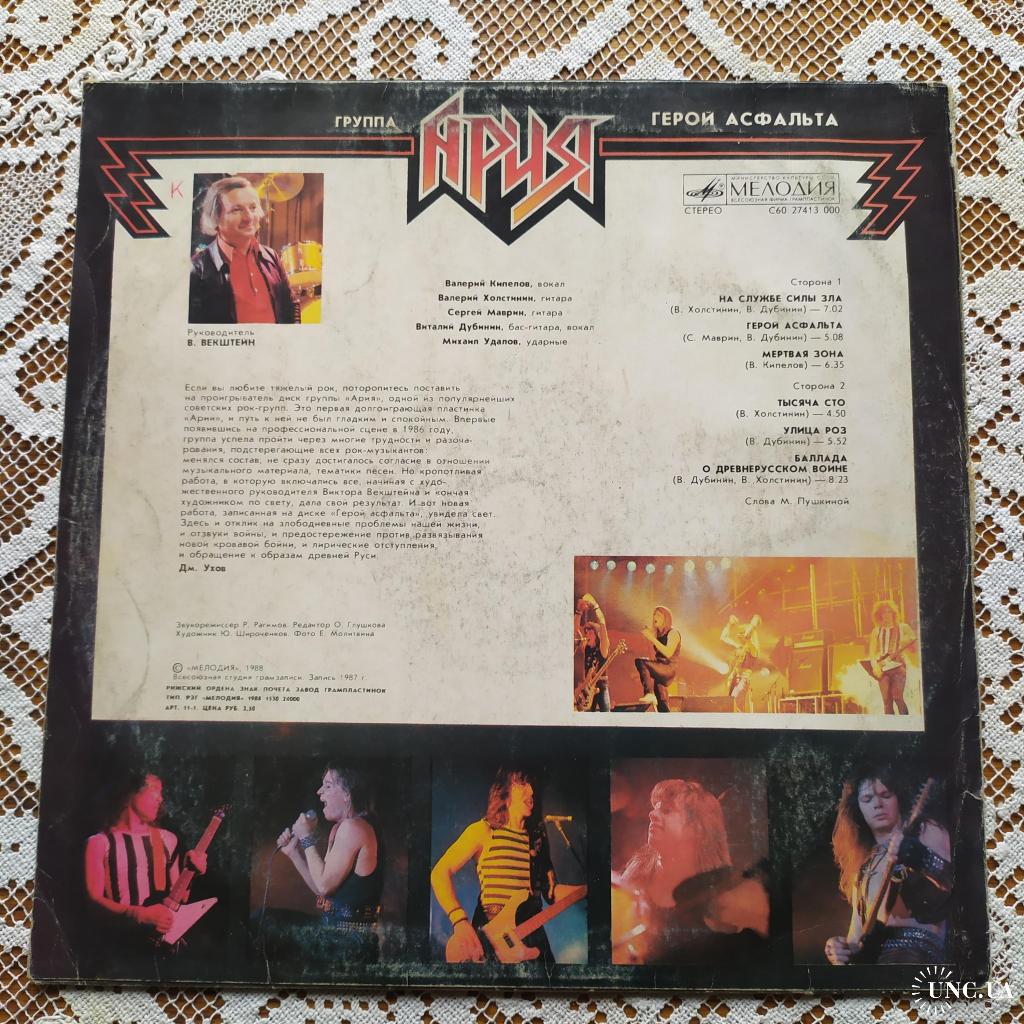 ГРУППА АРИЯ ГЕРОЙ АСФАЛЬТА
К
МИНИСТЕРСТВО КУЛЬТУРЫ СССР
МЕЛОДИЯ
ВСЕСОЮЗНАЯ ФИРМА ГРАМПЛАСТИНОК
СТЕРЕО С60 27413 000
Руководитель
В. ВЕКШТЕЙН
Валерий Кипелов, вокал
Валерий Холстинин, гитара
Сергей Маврин, гитара
Виталий Дубинин, бас-гитара, вокал
Михаил Удалов, ударные
Сторона 1
НА СЛУЖБЕ СИЛЫ ЗЛА
(В. Холстинин, В. Дубинин) — 7.02
ГЕРОЙ АСФАЛЬТА
(С. Маврин, В. Дубинин) — 5.08
МЕРТВАЯ ЗОНА
(В. Кипелов) — 6.35
Сторона 2
ТЫСЯЧА СТО
(В. Холстинин) — 4.50
УЛИЦА РОЗ
(В. Дубинин) — 5.52
БАЛЛАДА
О ДРЕВНЕРУССКОМ ВОИНЕ
(В. Дубинин, В. Холстинин) — 8.23
Слова М. Пушкиной
Если вы любите тяжелый рок, поторопитесь поставить
на проигрыватель диск группы «Ария», одной из популярнейших
советских рок-групп. Это первая долгоиграющая пластинка
«Арии», и путь к ней не был гладким и спокойным. Впервые
появившись на профессиональной сцене в 1986 году,
группа успела пройти через многие трудности и разоча-
рования, подстерегающие всех рок-музыкантов:
менялся состав, не сразу достигалось согласие в отношении
музыкального материала, тематики песен. Но кропотливая
работа, в которую включались все, начиная с худо-
жественного руководителя Виктора Векштейна и кончая
художником по свету, дала свой результат. И вот новая
работа, записанная на диске «Герой асфальта», увидела свет.
Здесь и отклик на злободневные проблемы нашей жизни,
и отзвуки войны, и предостережение против развязывания
новой кровавой бойни, и лирические отступления,
и обращение к образам древней Руси.
Дм. Ухов
Звукорежиссер Р. Рагимов. Редактор О. Глушкова
Художник Ю. Широченков. Фото Е. Молитвина
© «МЕЛОДИЯ», 1988
Всесоюзная студия грамзаписи. Запись 1987 г.
РИЖСКИЙ ОРДЕНА ЗНАК ПОЧЕТА ЗАВОД ГРАМПЛАСТИНОК
ТИП. РЗГ «МЕЛОДИЯ» 1988 1530 24000
АРТ. 11-1. ЦЕНА РУБ. 2,50
UNC.UA